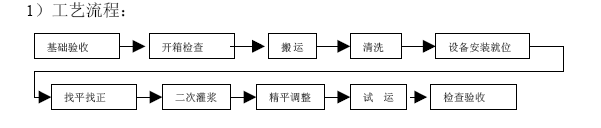 1）工艺流程：
基础验收 开箱检查 搬运 清洗 设备安装就位
找平找正 二次灌浆 精平调整 试 运 检查验收